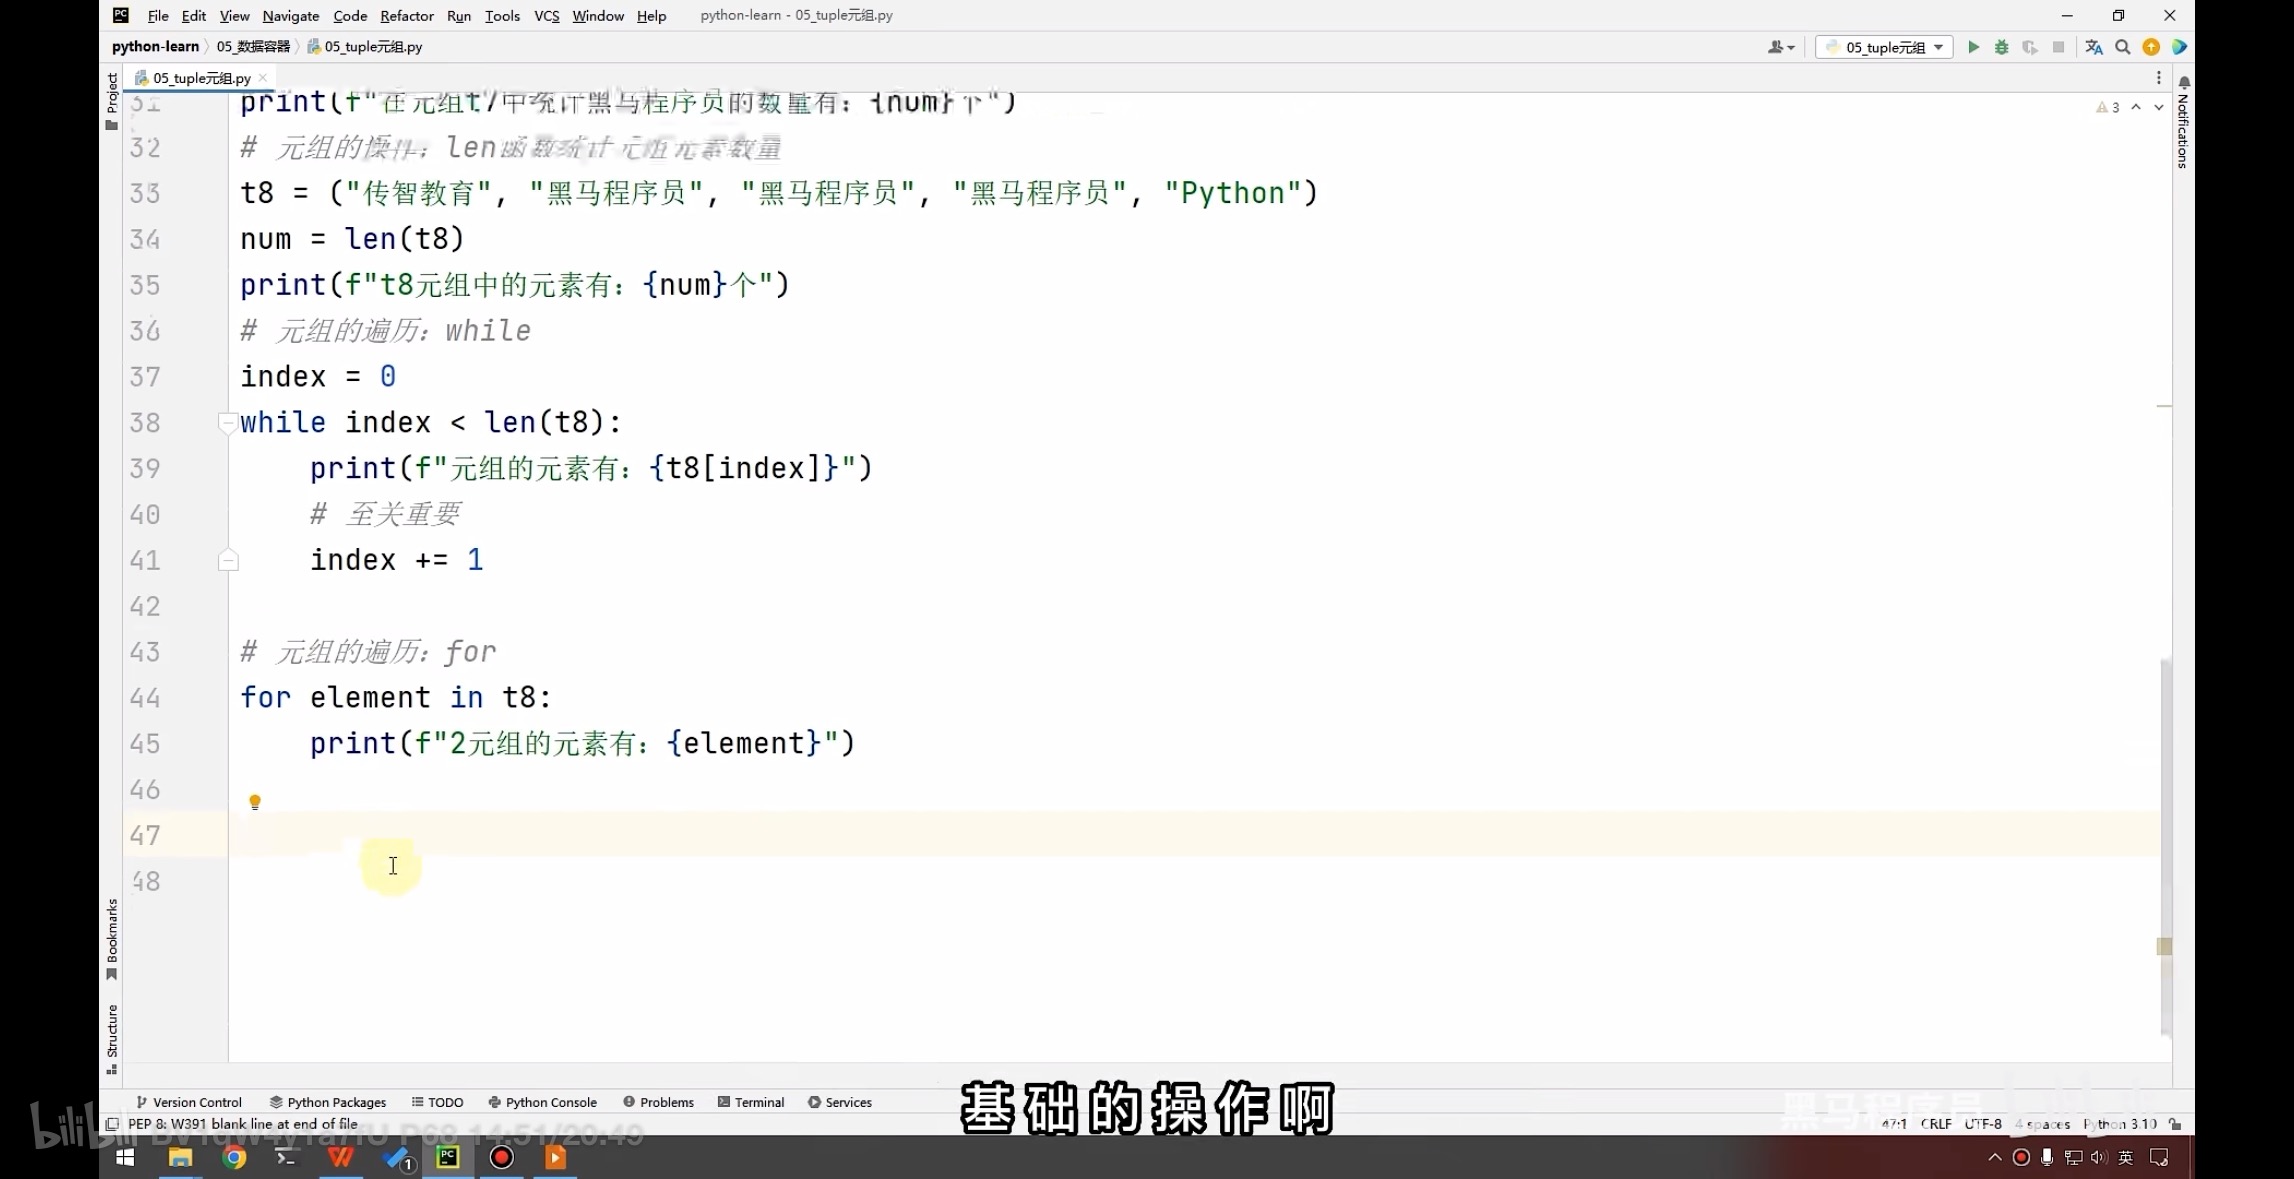 File Edit View Navigate Code Refactor Run Tools VCS Window Help python-learn - 05_tuple元组.py
python-learn 05_数据容器 05_tuple元组.py 05_tuple元组
Project 05_tuple元组.py
31 print(f"在元组t7中统计黑马程序员的数量有：{num}个") 3
Notifications
32 # 元组的操作：len函数统计元组元素数量
33 t8 = ("传智教育", "黑马程序员", "黑马程序员", "黑马程序员", "Python")
34 num = len(t8)
35 print(f"t8元组中的元素有：{num}个")
36 # 元组的遍历：while
37 index = 0
38 while index < len(t8):
39 print(f"元组的元素有：{t8[index]}")
40 # 至关重要
41 index += 1
42
43 # 元组的遍历：for
44 for element in t8:
45 print(f"2元组的元素有：{element}")
46
47
48
Bookmarks
Structure
Version Control Python Packages TODO Python Console Problems Terminal Services
基础的操作啊
黑马程序员
PEP 8: W391 blank line at end of file 47:1 CRLF UTF-8 4 spaces Python 3.10
bilibili P68 14:51/20:49
1 英